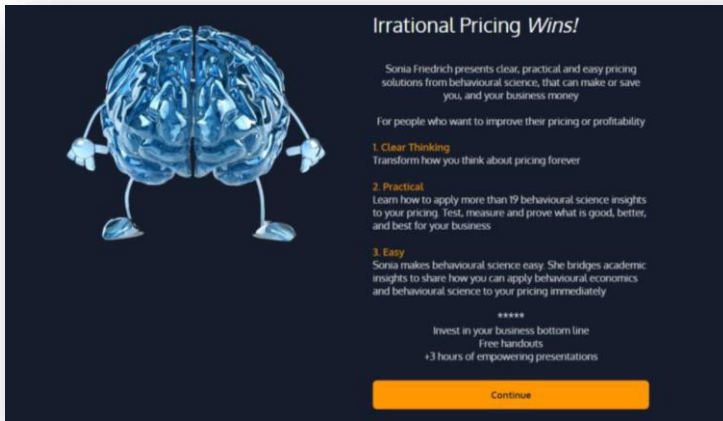 Irrational Pricing Wins!
Sonia Friedrich presents clear, practical and easy pricing
solutions from behavioural science, that can make or save
you, and your business money
For people who want to improve their pricing or profitability
1. Clear Thinking
Transform how you think about pricing forever
2. Practical
Learn how to apply more than 19 behavioural science insights
to your pricing. Test, measure and prove what is good, better,
and best for your business
3. Easy
Sonia makes behavioural science easy. She bridges academic
insights to share how you can apply behavioural economics
and behavioural science to your pricing immediately
*****
Invest in your business bottom line
Free handouts
+3 hours of empowering presentations
Continue